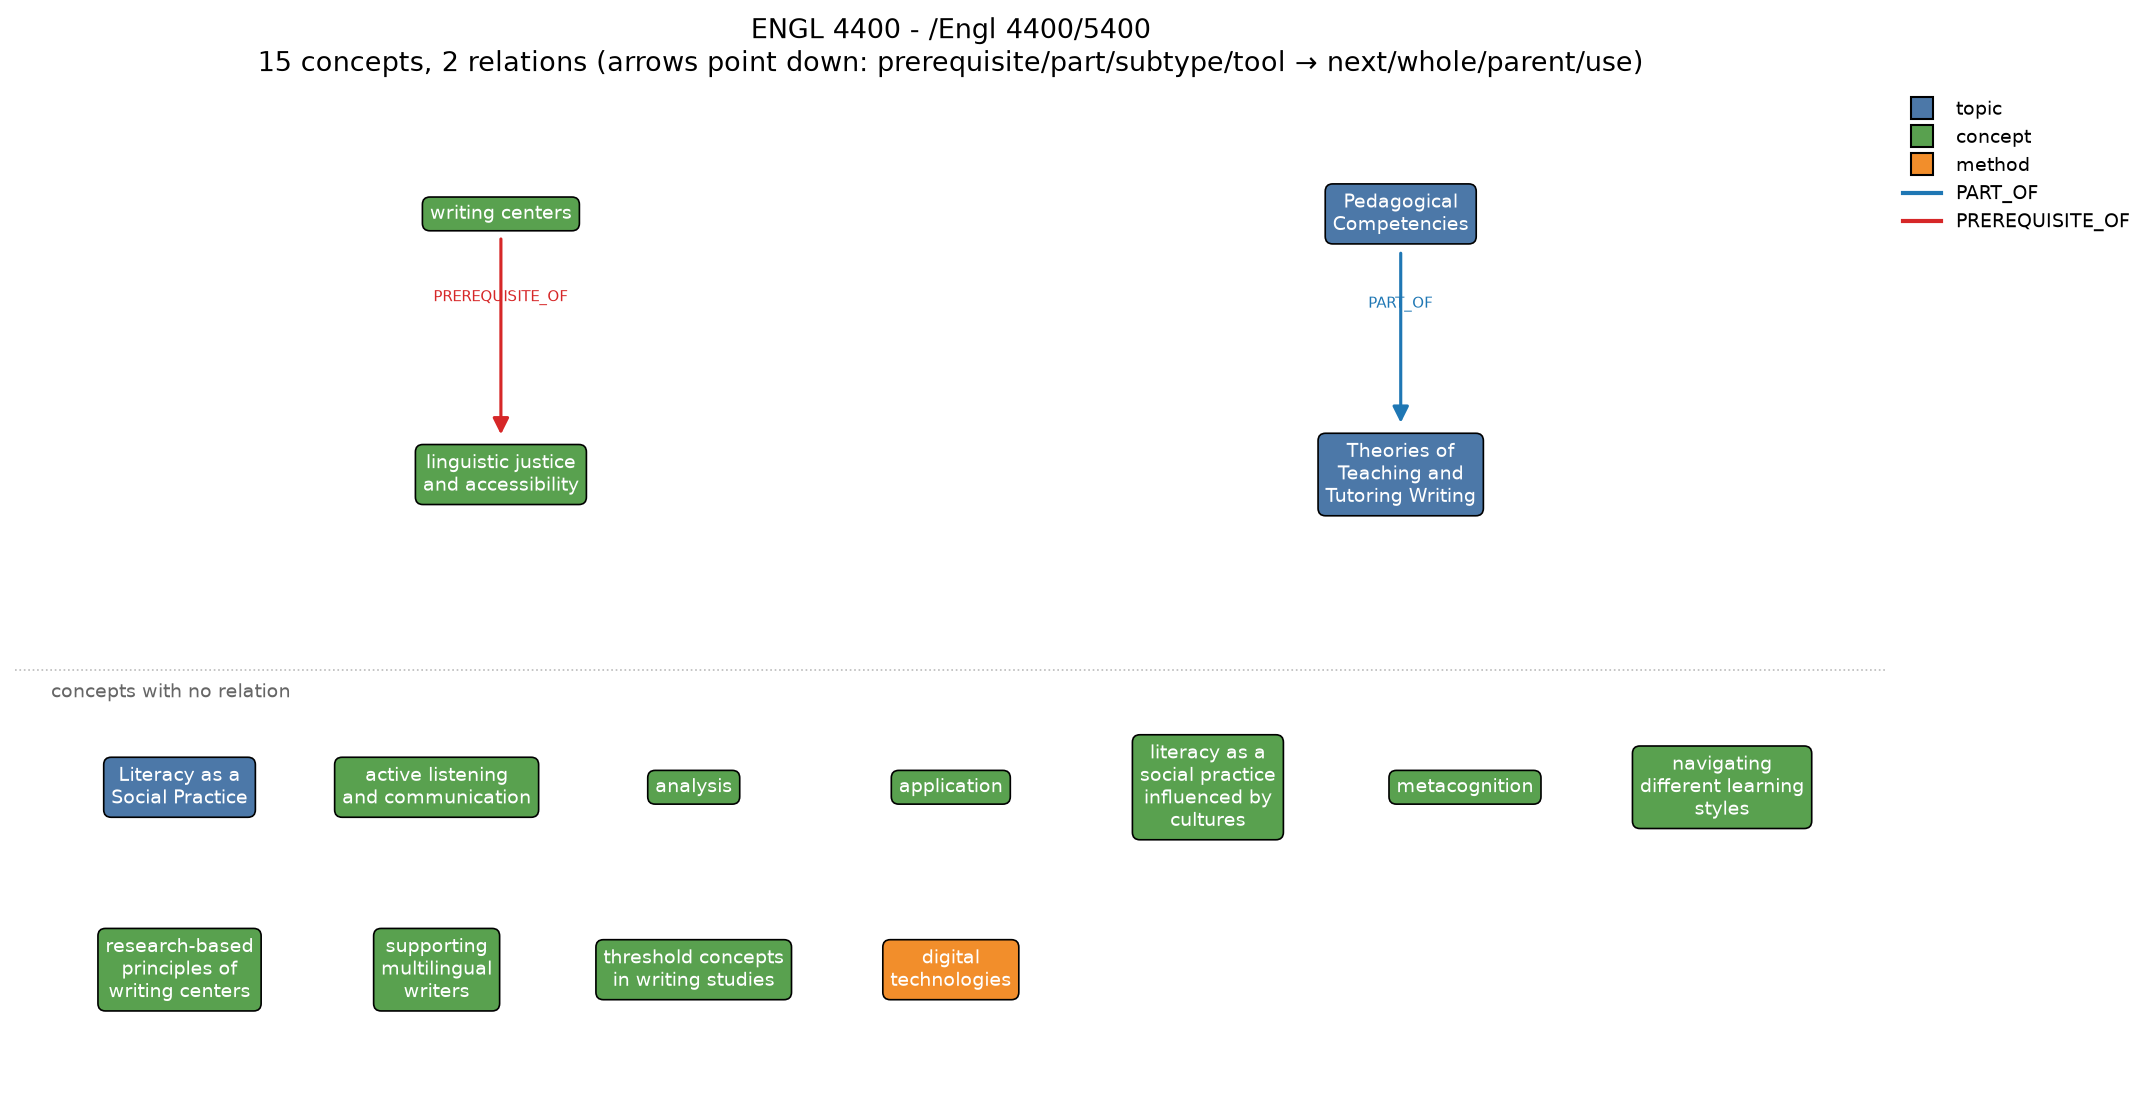 ENGL 4400 - /Engl 4400/5400
15 concepts, 2 relations (arrows point down: prerequisite/part/subtype/tool → next/whole/parent/use)
topic
concept
method
PART_OF
PREREQUISITE_OF
writing centers
Pedagogical
Competencies
PREREQUISITE_OF
PART_OF
linguistic justice
and accessibility
Theories of
Teaching and
Tutoring Writing
concepts with no relation
Literacy as a
Social Practice
active listening
and communication
analysis
application
literacy as a
social practice
influenced by
cultures
metacognition
navigating
different learning
styles
research-based
principles of
writing centers
supporting
multilingual
writers
threshold concepts
in writing studies
digital
technologies